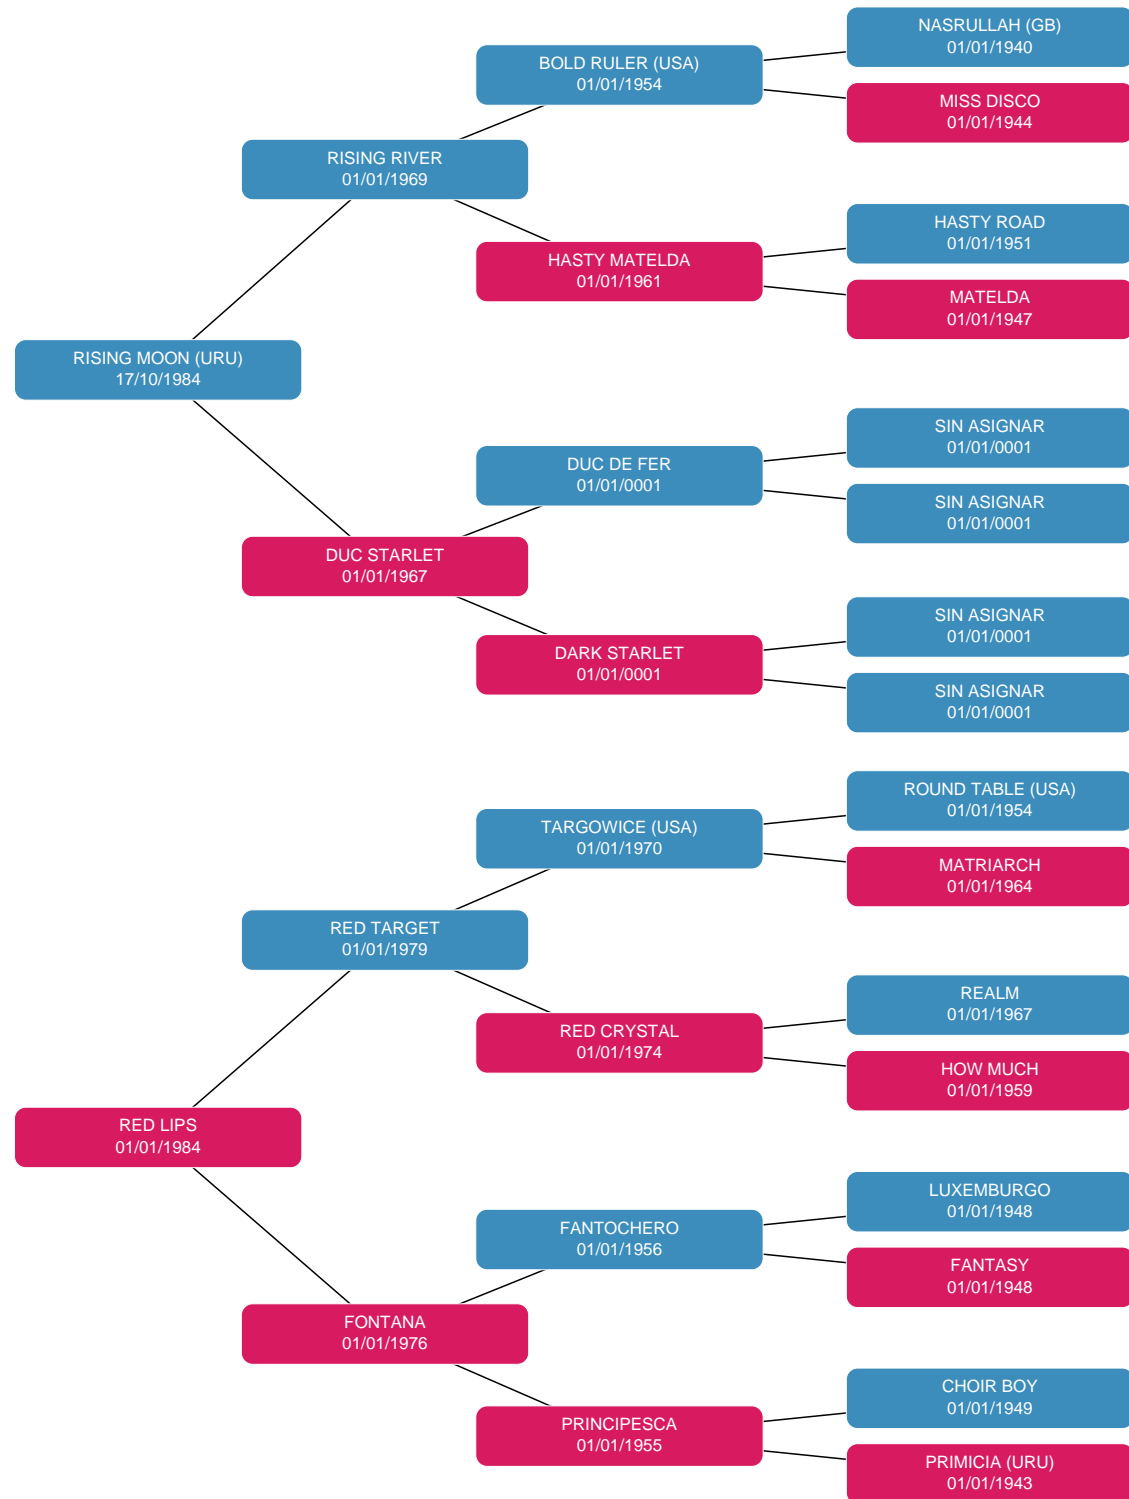 NASRULLAH (GB)
01/01/1940
BOLD RULER (USA)
01/01/1954
MISS DISCO
01/01/1944
RISING RIVER
01/01/1969
HASTY ROAD
01/01/1951
HASTY MATELDA
01/01/1961
MATELDA
01/01/1947
RISING MOON (URU)
17/10/1984
SIN ASIGNAR
01/01/0001
DUC DE FER
01/01/0001
SIN ASIGNAR
01/01/0001
DUC STARLET
01/01/1967
SIN ASIGNAR
01/01/0001
DARK STARLET
01/01/0001
SIN ASIGNAR
01/01/0001
ROUND TABLE (USA)
01/01/1954
TARGOWICE (USA)
01/01/1970
MATRIARCH
01/01/1964
RED TARGET
01/01/1979
REALM
01/01/1967
RED CRYSTAL
01/01/1974
HOW MUCH
01/01/1959
RED LIPS
01/01/1984
LUXEMBURGO
01/01/1948
FANTOCHERO
01/01/1956
FANTASY
01/01/1948
FONTANA
01/01/1976
CHOIR BOY
01/01/1949
PRINCIPESCA
01/01/1955
PRIMICIA (URU)
01/01/1943